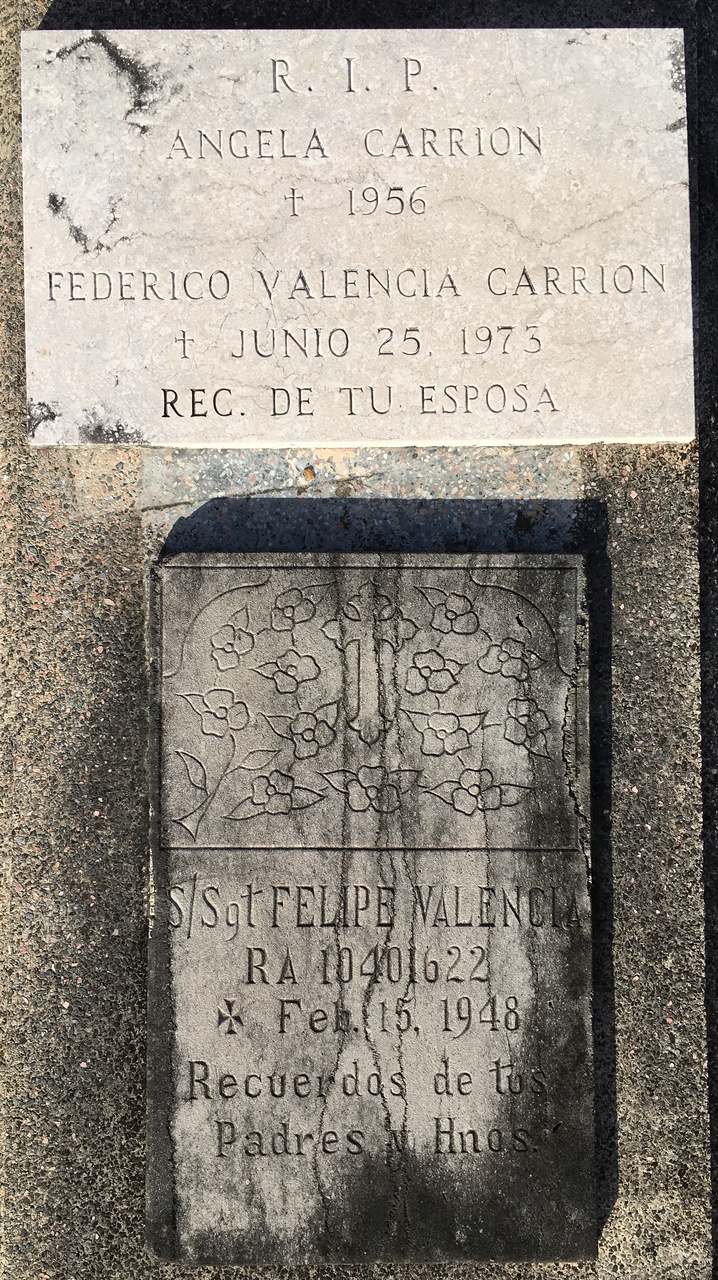 R. I. P.
ANGELA CARRION
† 1956
FEDERICO VALENCIA CARRION
† JUNIO 25, 1973
REC. DE TU ESPOSA
S/Sgt FELIPE VALENCIA
RA 10401622
✠ Feb. 15, 1948
Recuerdos de tus
Padres y Hnos.